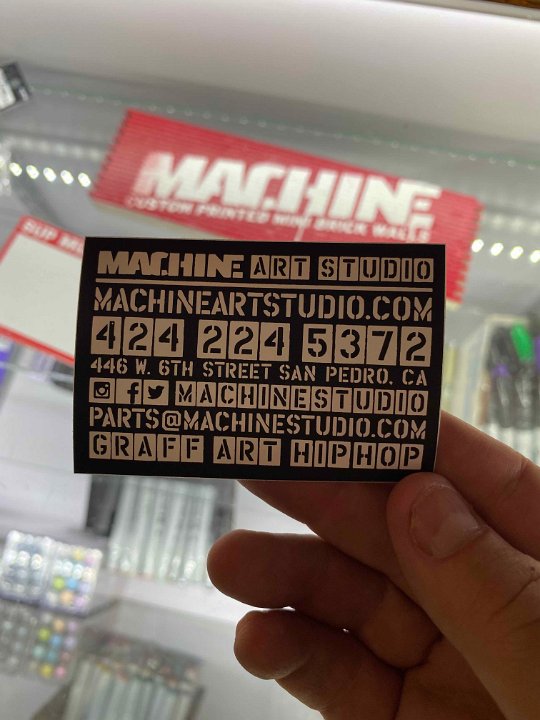 MACHINE
CUSTOM PRINTED MINI BRICK WALLS
MACHINE ART STUDIO
MACHINEARTSTUDIO.COM
424 224 5372
446 W. 6TH STREET SAN PEDRO, CA
MACHINESTUDIO
PARTS@MACHINESTUDIO.COM
GRAFF ART HIPHOP